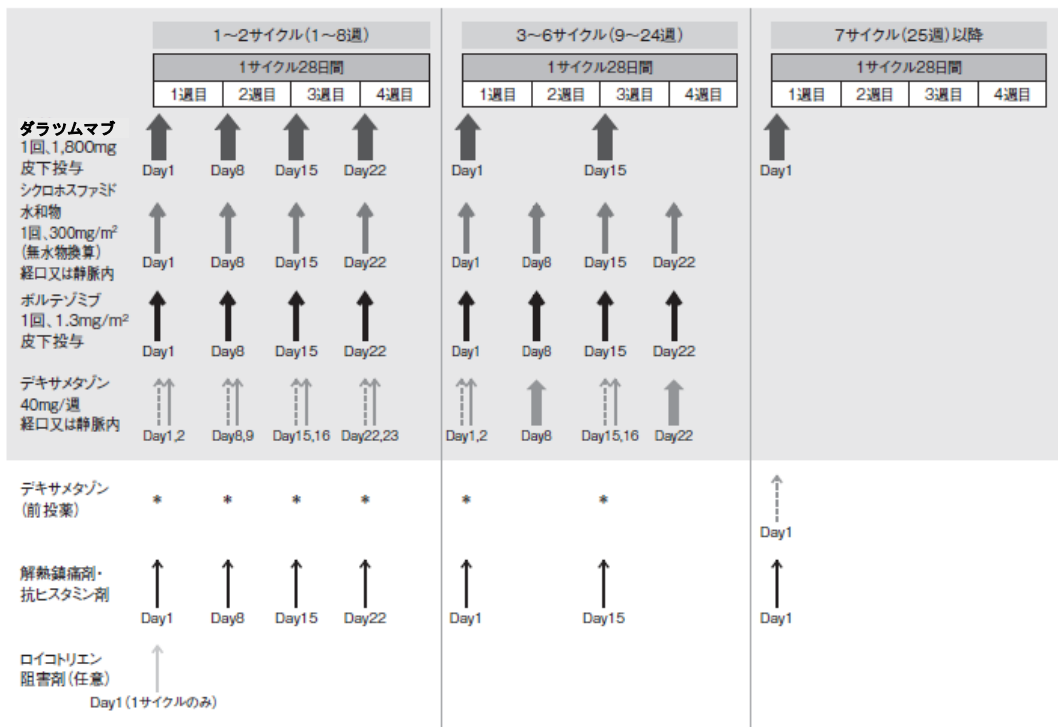 1～2サイクル(1～8週)
3～6サイクル(9～24週)
7サイクル(25週)以降
1サイクル28日間
1サイクル28日間
1サイクル28日間
1週目 2週目 3週目 4週目
1週目 2週目 3週目 4週目
1週目 2週目 3週目 4週目
ダラツムマブ
1回、1,800mg
皮下投与
Day1 Day8 Day15 Day22
Day1 Day15
Day1
シクロホスファミド
水和物
1回、300mg/m²
(無水物換算)
経口又は静脈内
Day1 Day8 Day15 Day22
Day1 Day8 Day15 Day22
ボルテゾミブ
1回、1.3mg/m²
皮下投与
Day1 Day8 Day15 Day22
Day1 Day8 Day15 Day22
デキサメタゾン
40mg/週
経口又は静脈内
Day1,2 Day8,9 Day15,16 Day22,23
Day1,2 Day8 Day15,16 Day22
デキサメタゾン
(前投薬)
* * * *
* *
Day1
解熱鎮痛剤・
抗ヒスタミン剤
Day1 Day8 Day15 Day22
Day1 Day15
Day1
ロイコトリエン
阻害剤(任意)
Day1(1サイクルのみ)